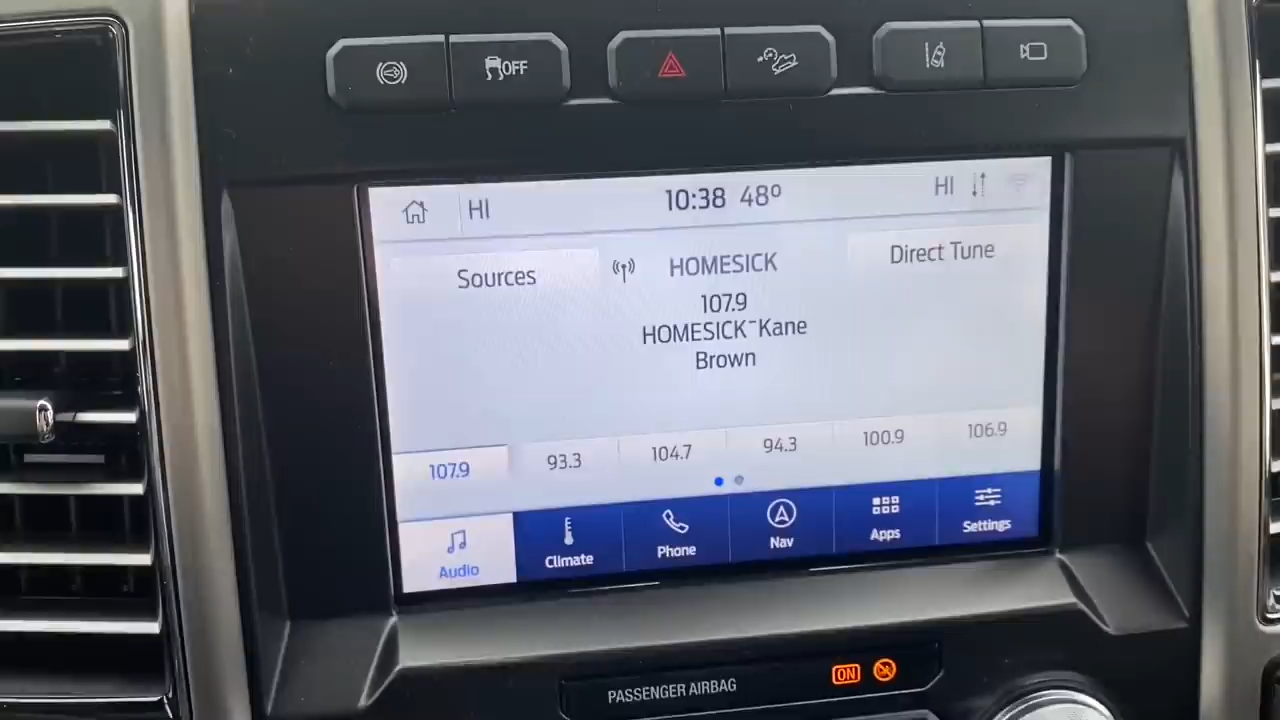 OFF
HI
10:38 48°
HI
Sources
HOMESICK
Direct Tune
107.9
HOMESICK-Kane
Brown
107.9
93.3
104.7
94.3
100.9
106.9
Audio
Climate
Phone
Nav
Apps
Settings
PASSENGER AIRBAG
ON